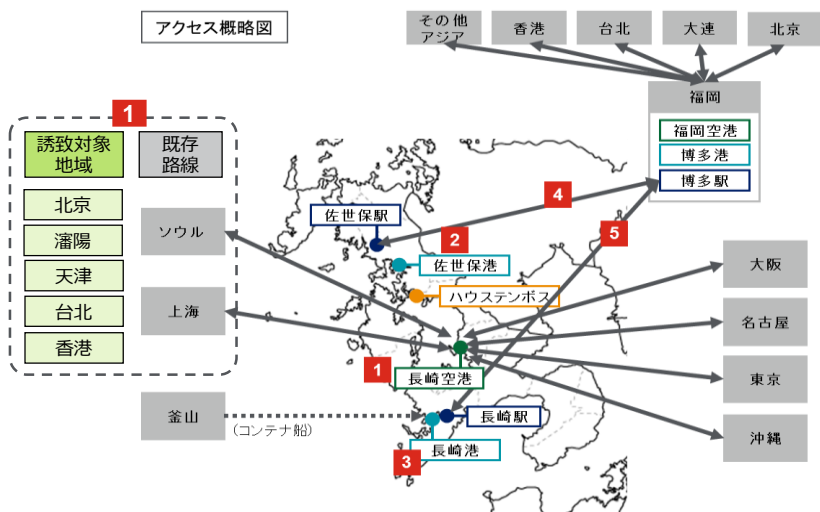 アクセス概略図
その他
アジア
香港
台北
大連
北京
福岡
福岡空港
博多港
博多駅
1
誘致対象
地域
既存
路線
北京
瀋陽
天津
台北
香港
ソウル
上海
釜山
(コンテナ船)
佐世保駅
4
2
5
佐世保港
ハウステンボス
1
長崎空港
長崎駅
3
長崎港
大阪
名古屋
東京
沖縄